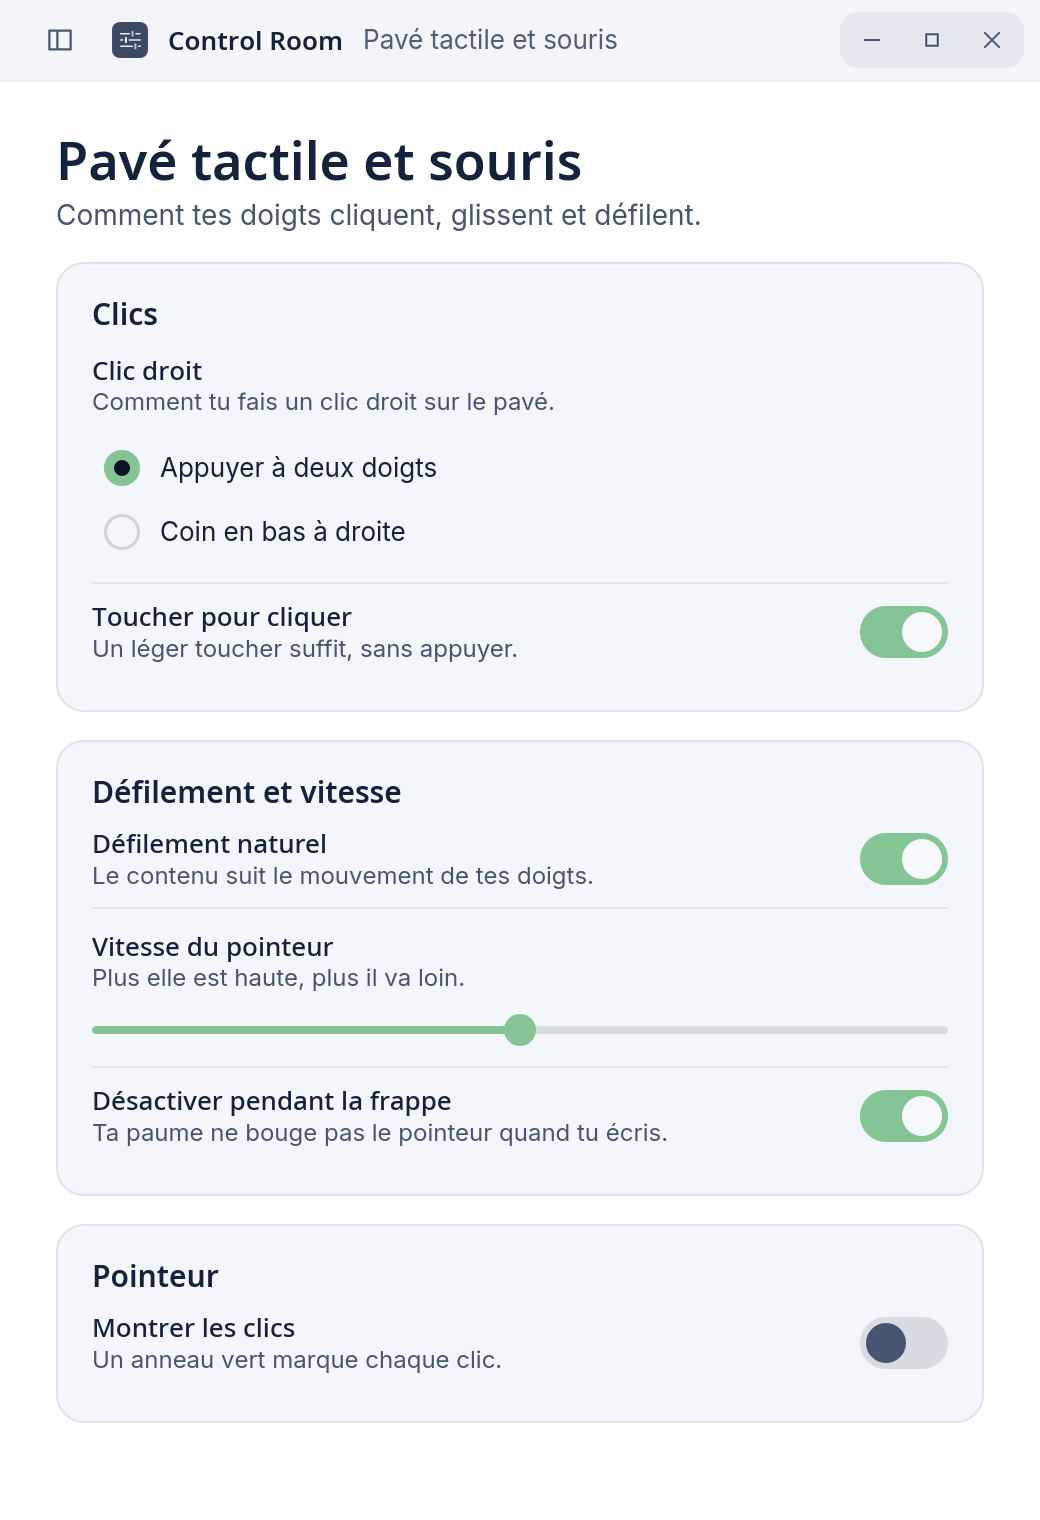 Control Room Pavé tactile et souris
Pavé tactile et souris
Comment tes doigts cliquent, glissent et défilent.
Clics
Clic droit
Comment tu fais un clic droit sur le pavé.
Appuyer à deux doigts
Coin en bas à droite
Toucher pour cliquer
Un léger toucher suffit, sans appuyer.
Défilement et vitesse
Défilement naturel
Le contenu suit le mouvement de tes doigts.
Vitesse du pointeur
Plus elle est haute, plus il va loin.
Désactiver pendant la frappe
Ta paume ne bouge pas le pointeur quand tu écris.
Pointeur
Montrer les clics
Un anneau vert marque chaque clic.